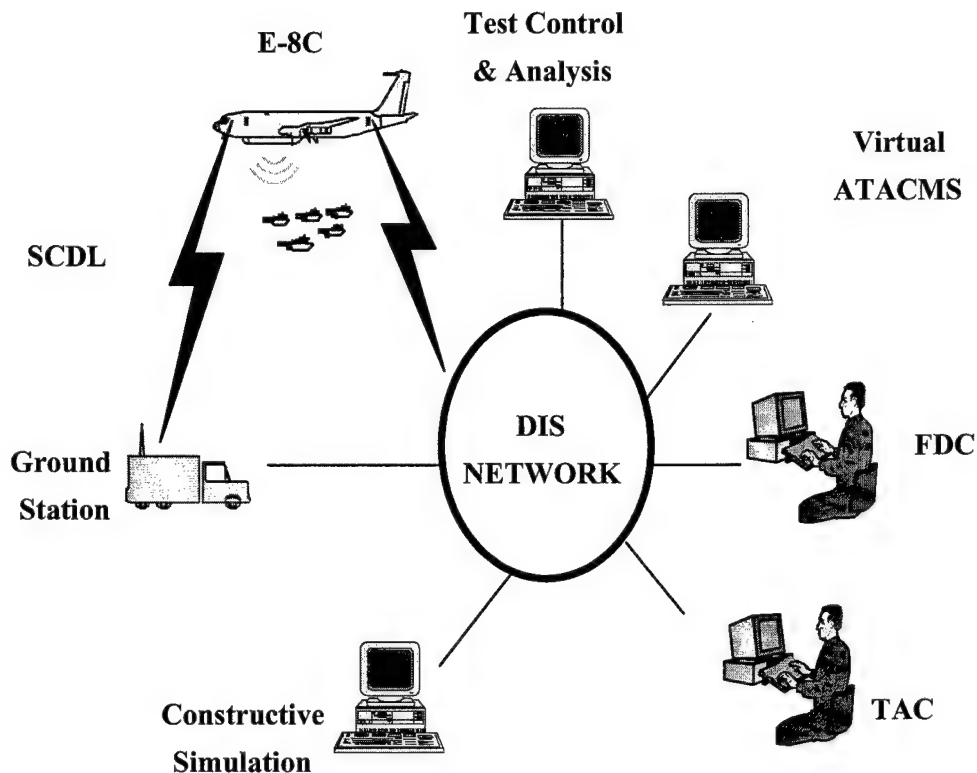 E-8C
Test Control
& Analysis
Virtual
ATACMS
SCDL
DIS
NETWORK
FDC
Ground
Station
TAC
Constructive
Simulation